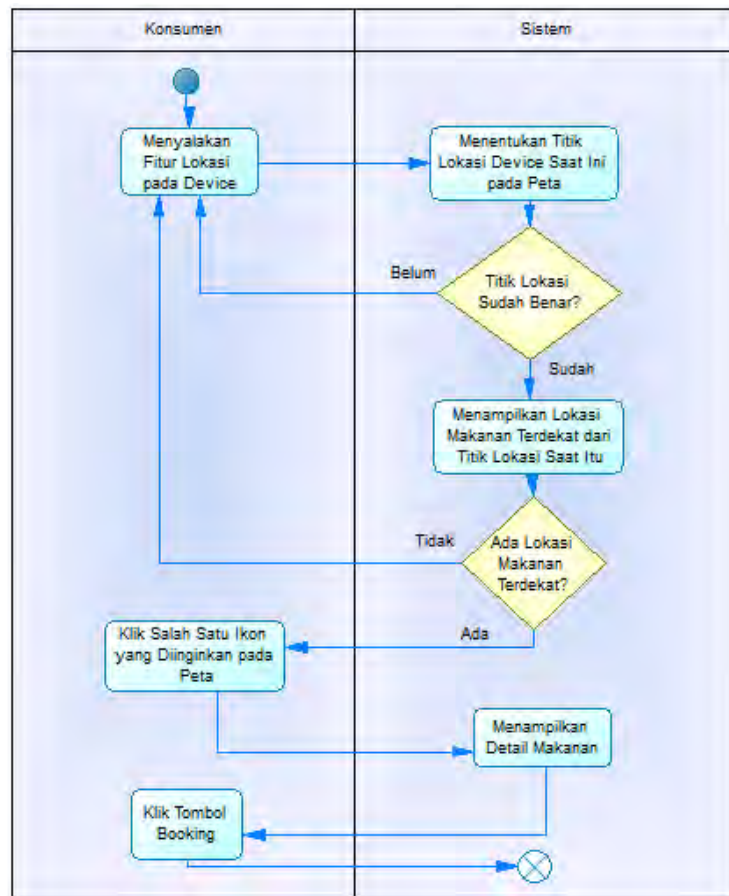 Konsumen
Sistem
Menyalakan
Fitur Lokasi
pada Device
Menentukan Titik
Lokasi Device Saat Ini
pada Peta
Belum
Titik Lokasi
Sudah Benar?
Sudah
Menampilkan Lokasi
Makanan Terdekat dari
Titik Lokasi Saat Itu
Tidak
Ada Lokasi
Makanan
Terdekat?
Ada
Klik Salah Satu Ikon
yang Diinginkan pada
Peta
Menampilkan
Detail Makanan
Klik Tombol
Booking